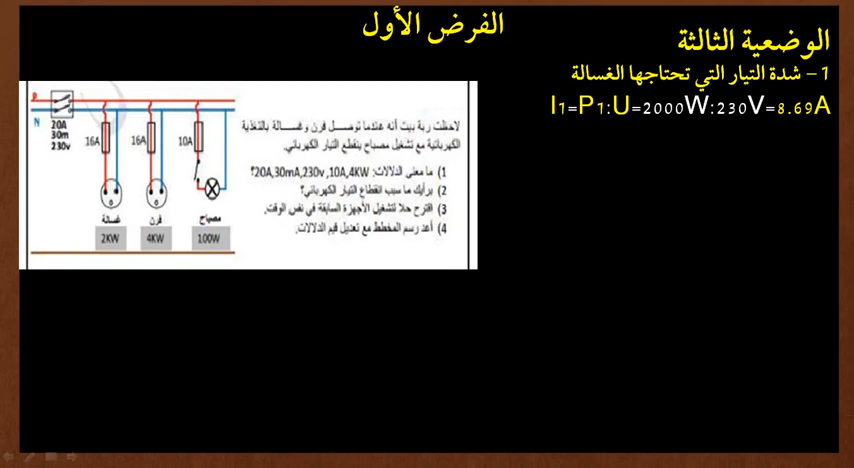 الفرض الأول
الوضعية الثالثة
1– شدة التيار التي تحتاجها الغسالة
I1=P1:U=2000W:230V=8.69A
لاحظت ربة بيت أنه عندما توصل فرن وغسالة بالتغذية
الكهربائية مع تشغيل مصباح ينقطع التيار الكهربائي.
1) ما معنى الدلالات: 20A,30mA,230v ,10A,4KW؟
2) برأيك ما سبب انقطاع التيار الكهربائي؟
3) اقترح حلا لتشغيل الأجهزة السابقة في نفس الوقت.
4) أعد رسم المخطط مع تعديل قيم الدلالات.
P
N
20A
30m
230v
16A
16A
10A
غسالة
فرن
مصباح
2KW
4KW
100W